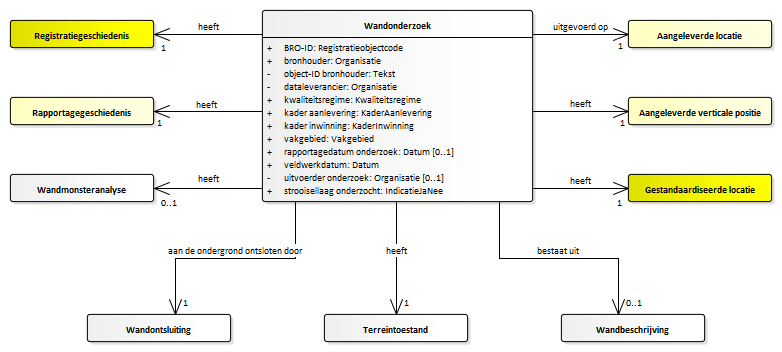 Wandonderzoek
+ BRO-ID: Registratieobjectcode
+ bronhouder: Organisatie
- object-ID bronhouder: Tekst
- dataleverancier: Organisatie
+ kwaliteitsregime: Kwaliteitsregime
+ kader aanlevering: KaderAanlevering
+ kader inwinning: KaderInwinning
+ vakgebied: Vakgebied
+ rapportagedatum onderzoek: Datum [0..1]
+ veldwerkdatum: Datum
- uitvoerder onderzoek: Organisatie [0..1]
+ strooisellaag onderzocht: IndicatieJaNee
Registratiegeschiedenis
heeft
1
Rapportagegeschiedenis
heeft
1
Wandmonsteranalyse
heeft
0..1
uitgevoerd op
1
Aangeleverde locatie
heeft
1
Aangeleverde verticale positie
heeft
1
Gestandaardiseerde locatie
aan de ondergrond ontsloten door
1
Wandontsluiting
heeft
1
Terreintoestand
bestaat uit
0..1
Wandbeschrijving